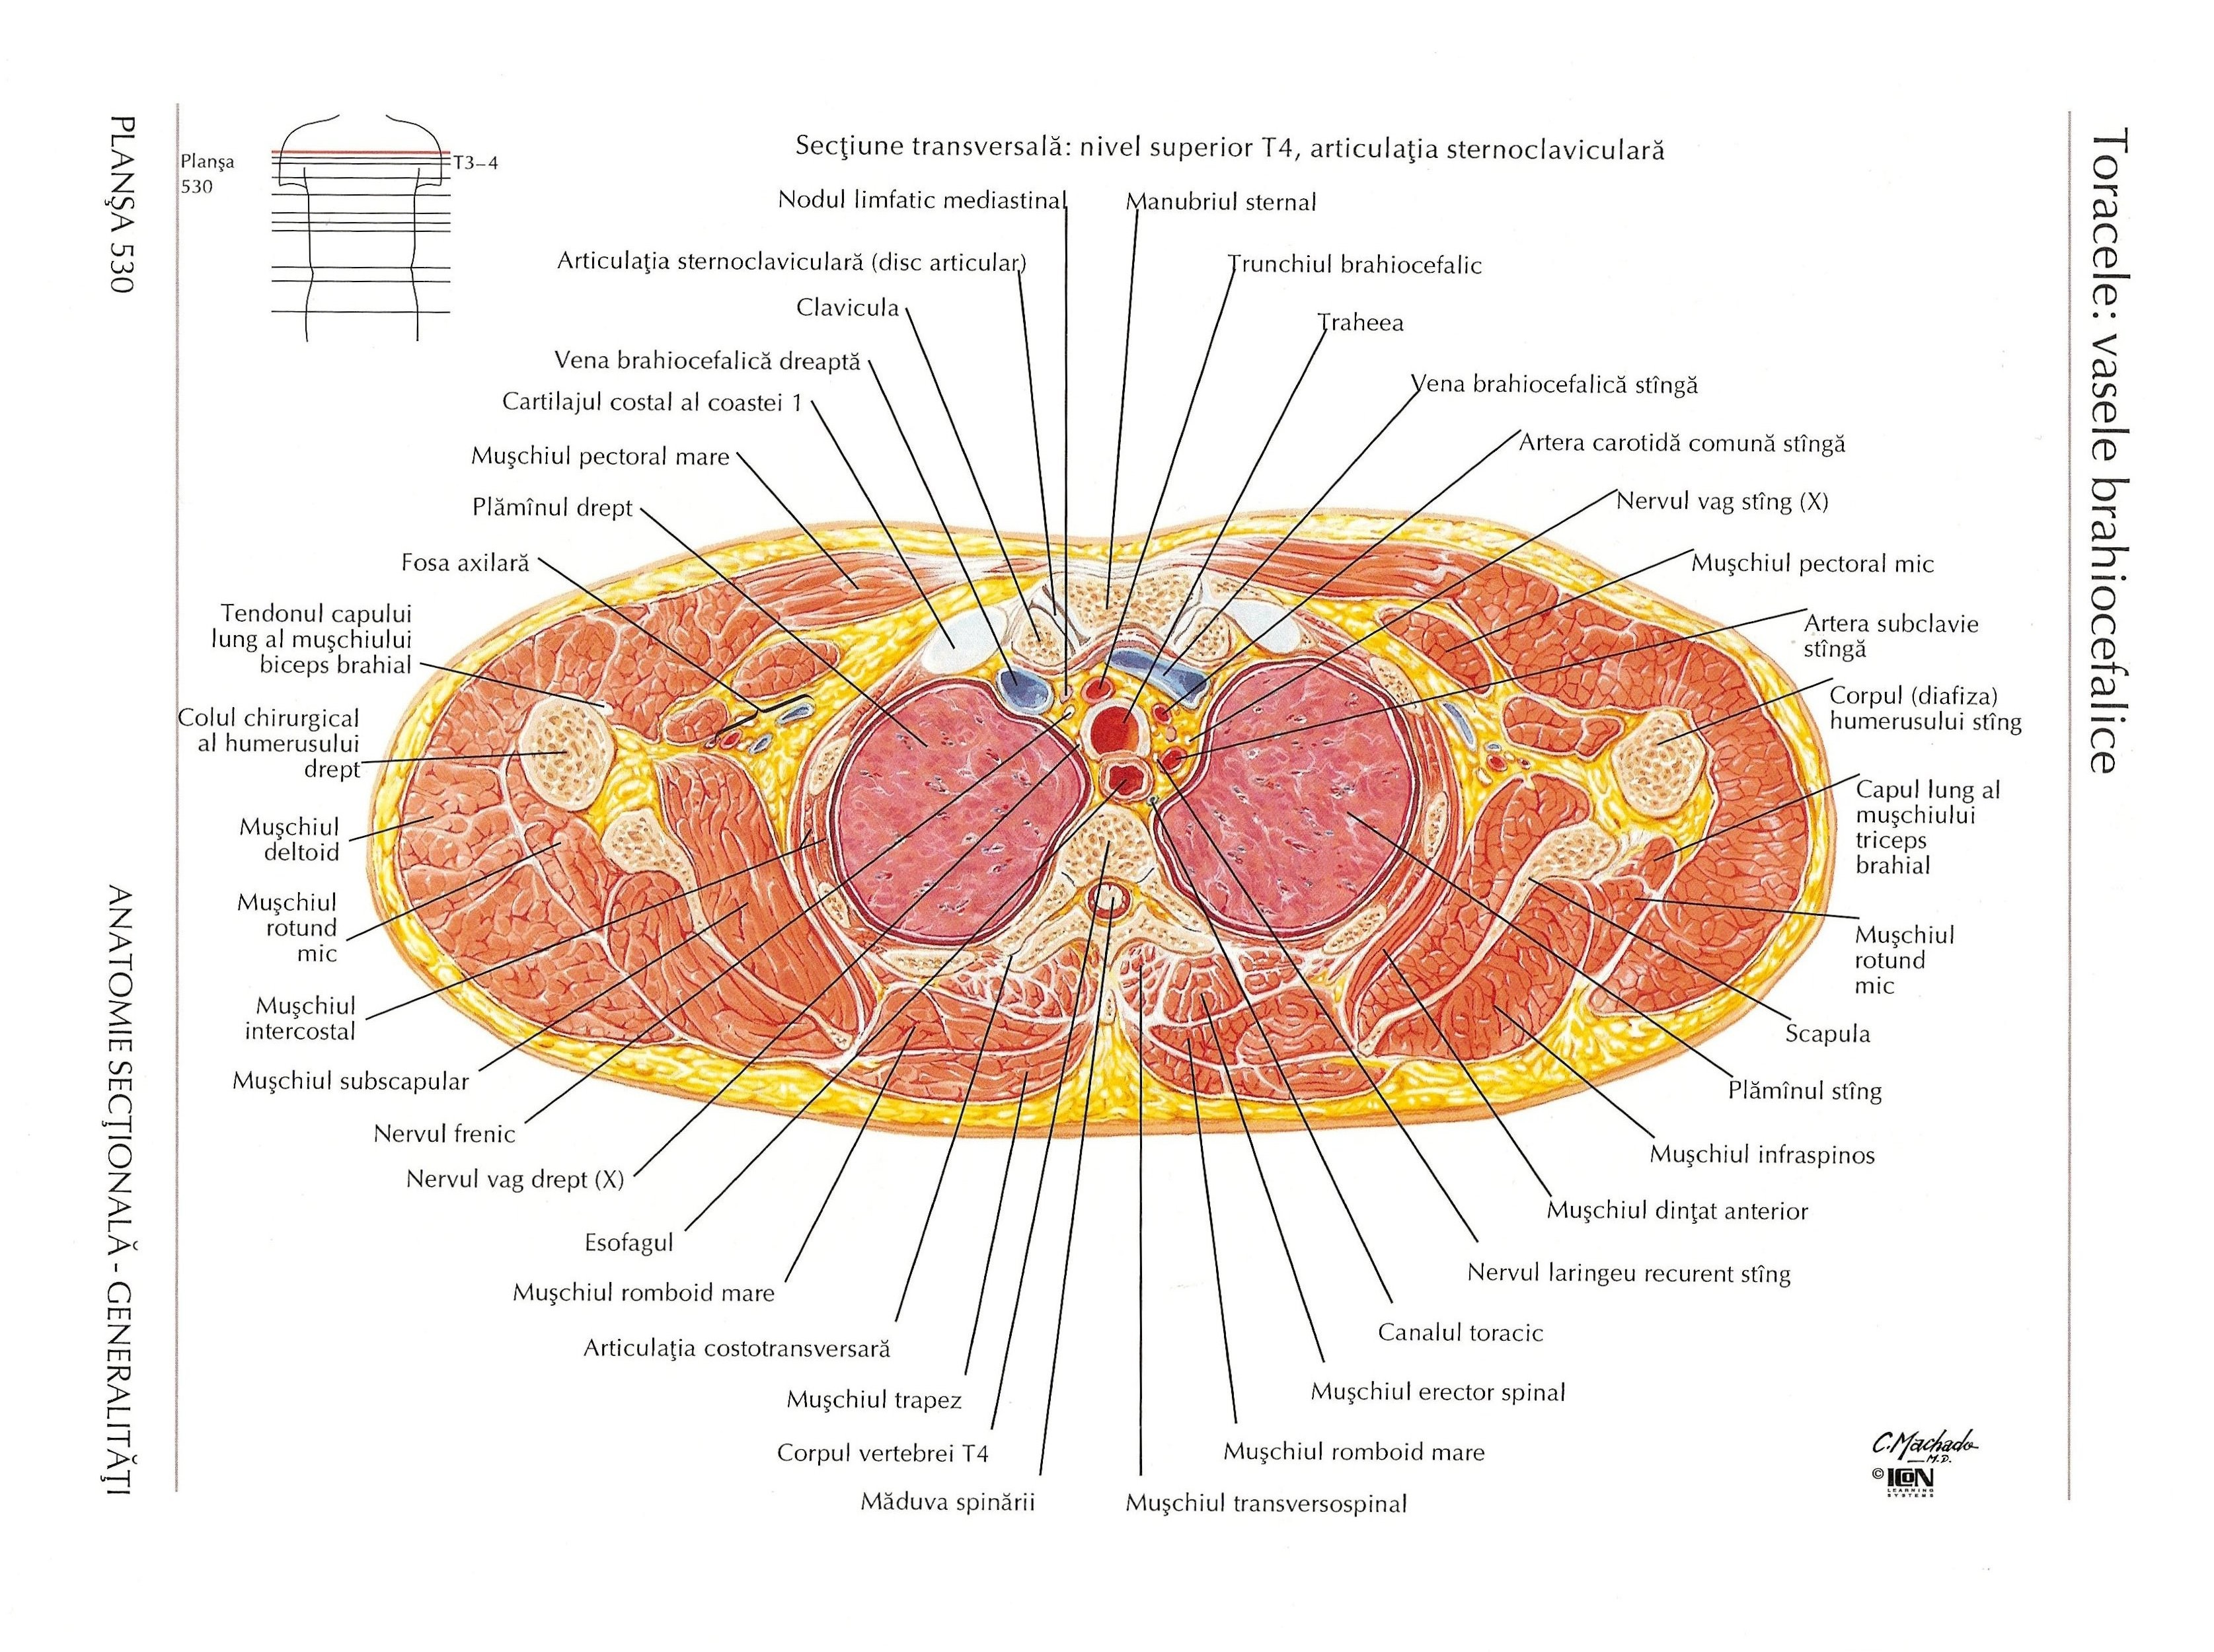 Toracele: vasele brahiocefalice
PLANŞA 530
ANATOMIE SECŢIONALĂ - GENERALITĂŢI
Planşa
530
T3–4
Secţiune transversală: nivel superior T4, articulaţia sternoclaviculară
Nodul limfatic mediastinal
Manubriul sternal
Articulaţia sternoclaviculară (disc articular)
Trunchiul brahiocefalic
Clavicula
Traheea
Vena brahiocefalică dreaptă
Vena brahiocefalică stîngă
Cartilajul costal al coastei 1
Artera carotidă comună stîngă
Muşchiul pectoral mare
Nervul vag stîng (X)
Plămînul drept
Muşchiul pectoral mic
Fosa axilară
Artera subclavie
stîngă
Tendonul capului
lung al muşchiului
biceps brahial
Corpul (diafiza)
humerusului stîng
Colul chirurgical
al humerusului
drept
Capul lung al
muşchiului
triceps
brahial
Muşchiul
deltoid
Muşchiul
rotund
mic
Muşchiul
rotund
mic
Muşchiul
intercostal
Scapula
Muşchiul subscapular
Plămînul stîng
Nervul frenic
Muşchiul infraspinos
Nervul vag drept (X)
Muşchiul dinţat anterior
Esofagul
Nervul laringeu recurent stîng
Muşchiul romboid mare
Canalul toracic
Articulaţia costotransversară
Muşchiul erector spinal
Muşchiul trapez
Muşchiul romboid mare
Corpul vertebrei T4
Măduva spinării
Muşchiul transversospinal
C. Machado
M.D.
© ICON
LEARNING
SYSTEMS